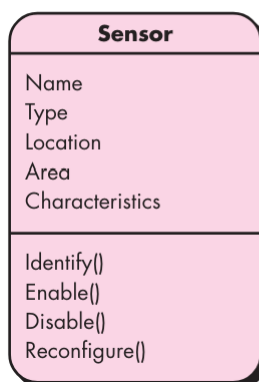 Sensor
Name
Type
Location
Area
Characteristics
Identify()
Enable()
Disable()
Reconfigure()